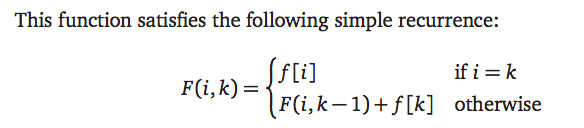 This function satisfies the following simple recurrence:
f[i] if i = k
F(i, k) = {
F(i, k − 1) + f[k] otherwise